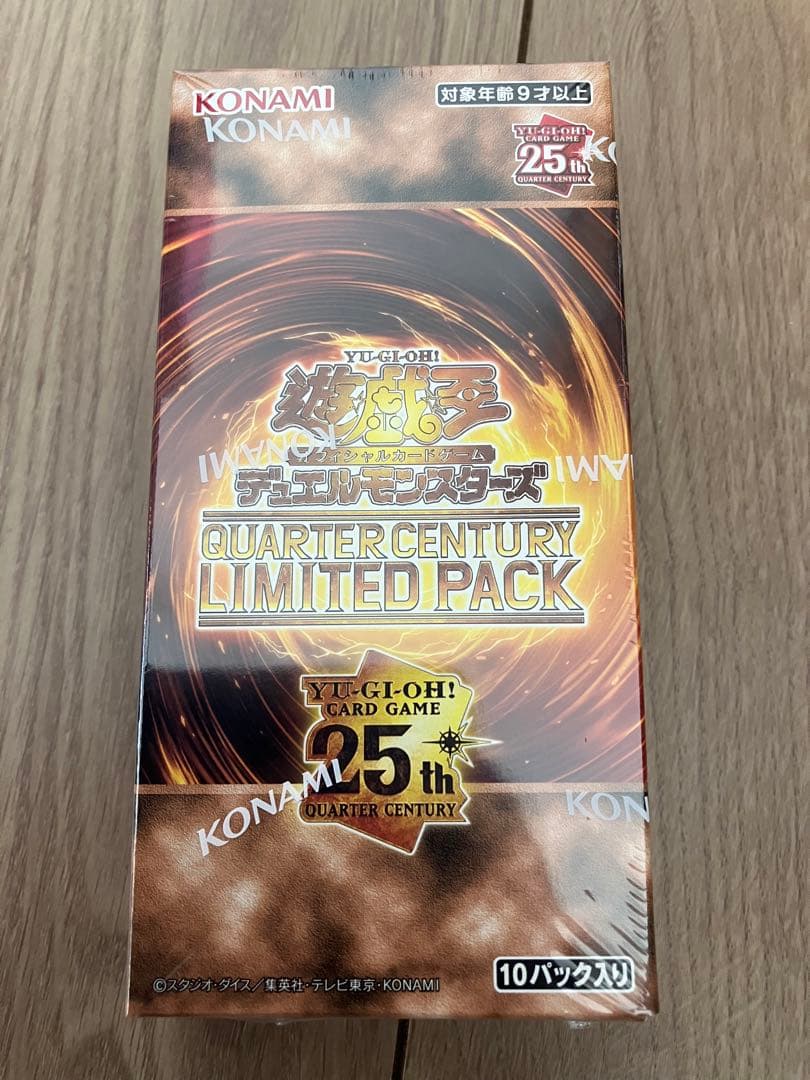 KONAMI
対象年齢9才以上
KONAMI
YU-GI-OH!
CARD GAME
25th
QUARTER CENTURY
YU-GI-OH!
遊戯王
オフィシャルカードゲーム
デュエルモンスターズ
KONAMI
KONAMI
QUARTER CENTURY
LIMITED PACK
YU-GI-OH!
CARD GAME
25th
QUARTER CENTURY
KONAMI
KON
©スタジオ・ダイス/集英社・テレビ東京・KONAMI
10パック入り